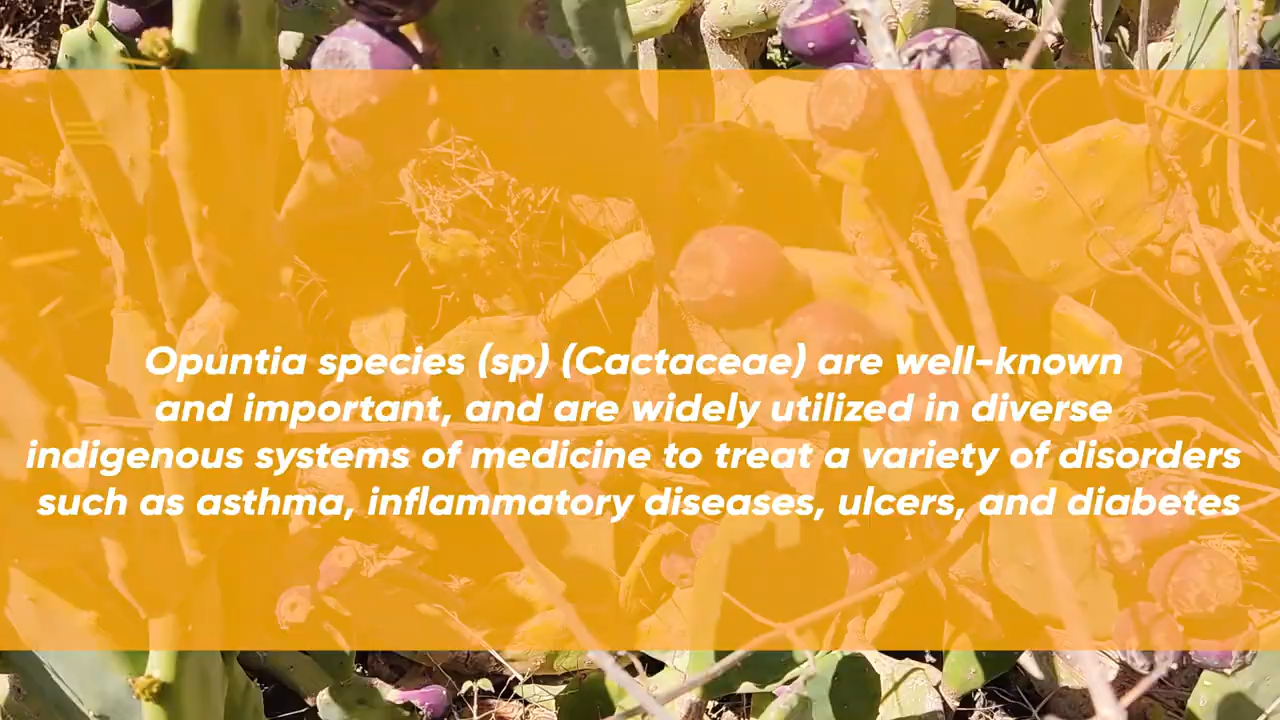 Opuntia species (sp) (Cactaceae) are well-known
and important, and are widely utilized in diverse
indigenous systems of medicine to treat a variety of disorders
such as asthma, inflammatory diseases, ulcers, and diabetes